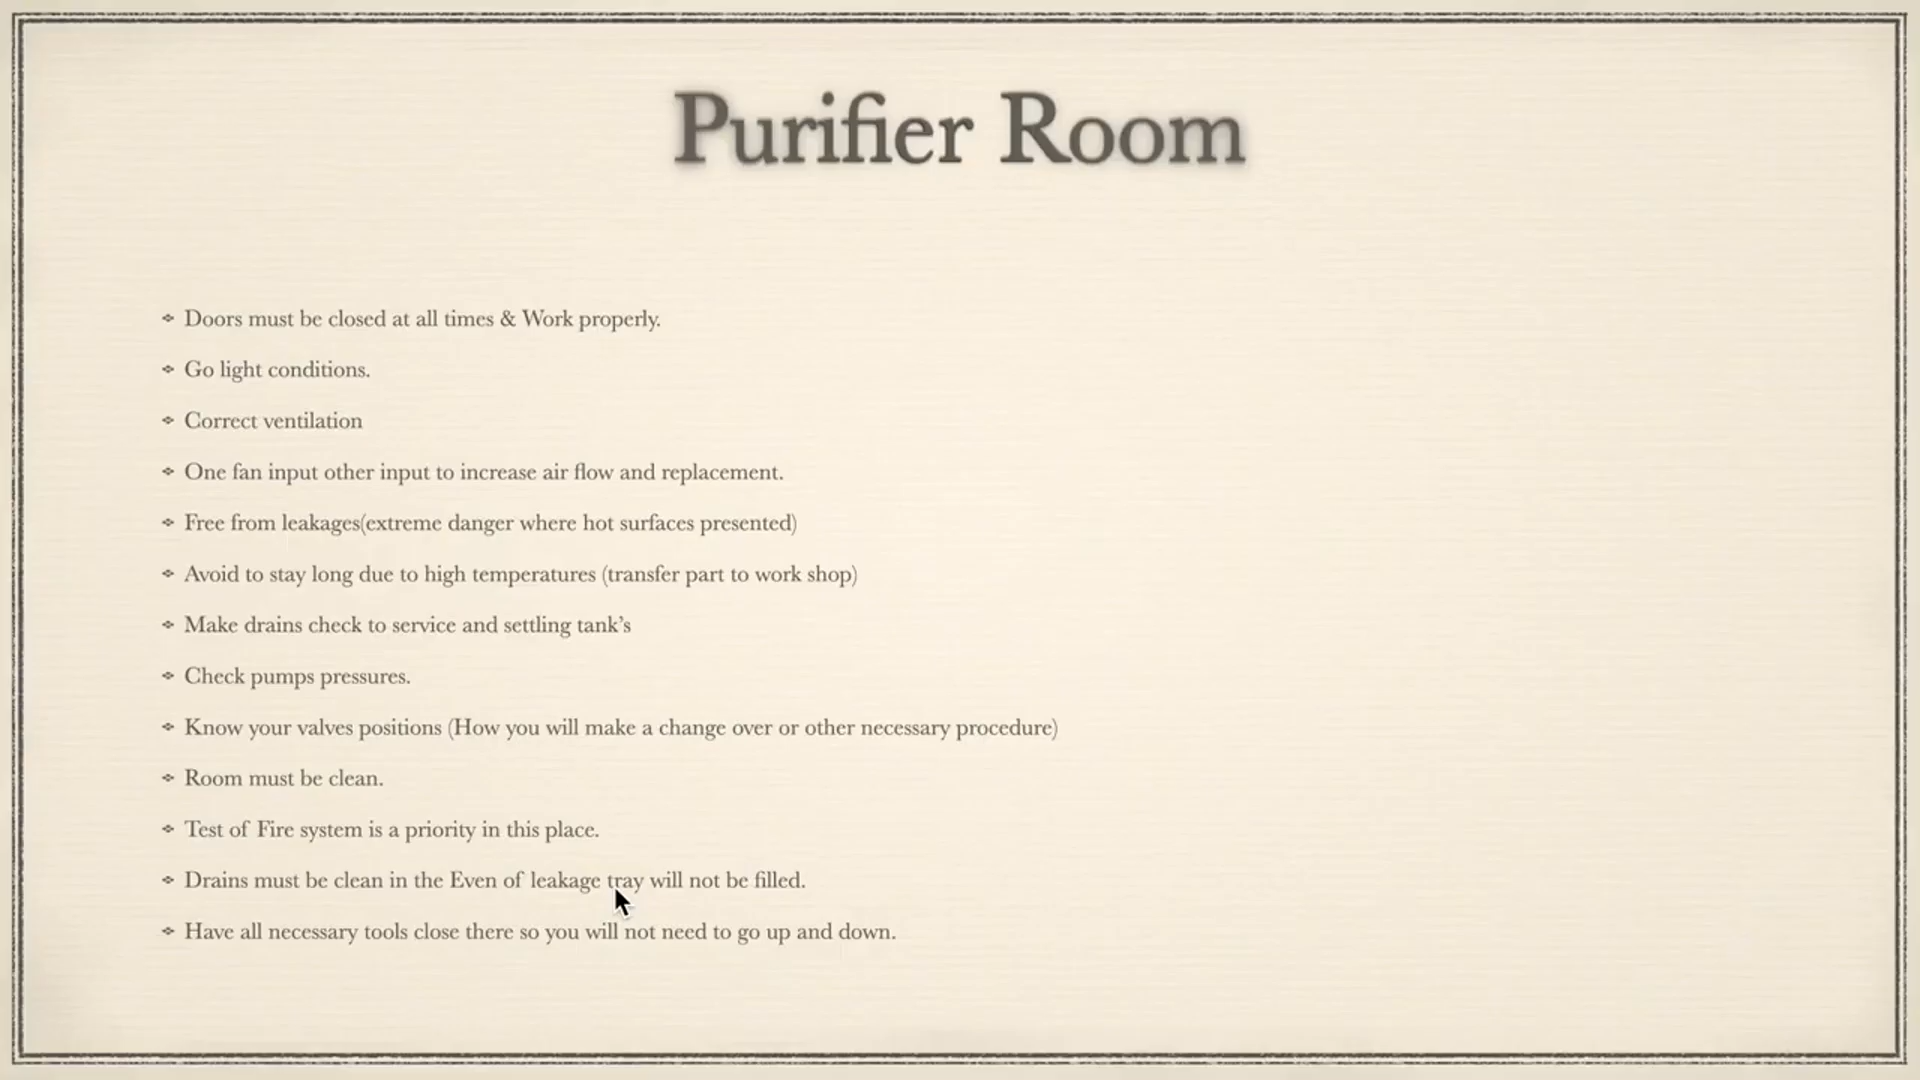 Purifier Room
Doors must be closed at all times & Work properly.
Go light conditions.
Correct ventilation
One fan input other input to increase air flow and replacement.
Free from leakages(extreme danger where hot surfaces presented)
Avoid to stay long due to high temperatures (transfer part to work shop)
Make drains check to service and settling tank’s
Check pumps pressures.
Know your valves positions (How you will make a change over or other necessary procedure)
Room must be clean.
Test of Fire system is a priority in this place.
Drains must be clean in the Even of leakage tray will not be filled.
Have all necessary tools close there so you will not need to go up and down.